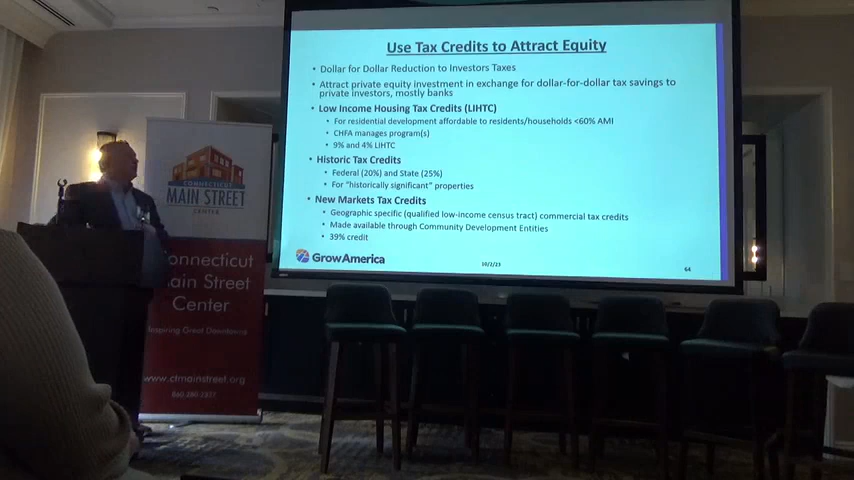 Use Tax Credits to Attract Equity
• Dollar for Dollar Reduction to Investors Taxes
• Attract private equity investment in exchange for dollar-for-dollar tax savings to
private investors, mostly banks
• Low Income Housing Tax Credits (LIHTC)
• For residential development affordable to residents/households <60% AMI
• CHFA manages program(s)
• 9% and 4% LIHTC
• Historic Tax Credits
• Federal (20%) and State (25%)
• For "historically significant" properties
• New Markets Tax Credits
• Geographic specific (qualified low-income census tract) commercial tax credits
• Made available through Community Development Entities
• 39% credit
GrowAmerica
10/2/23
64
CONNECTICUT
MAIN STREET
CENTER
onnecticut
ain Street
Center
www.ctmainstreet.org